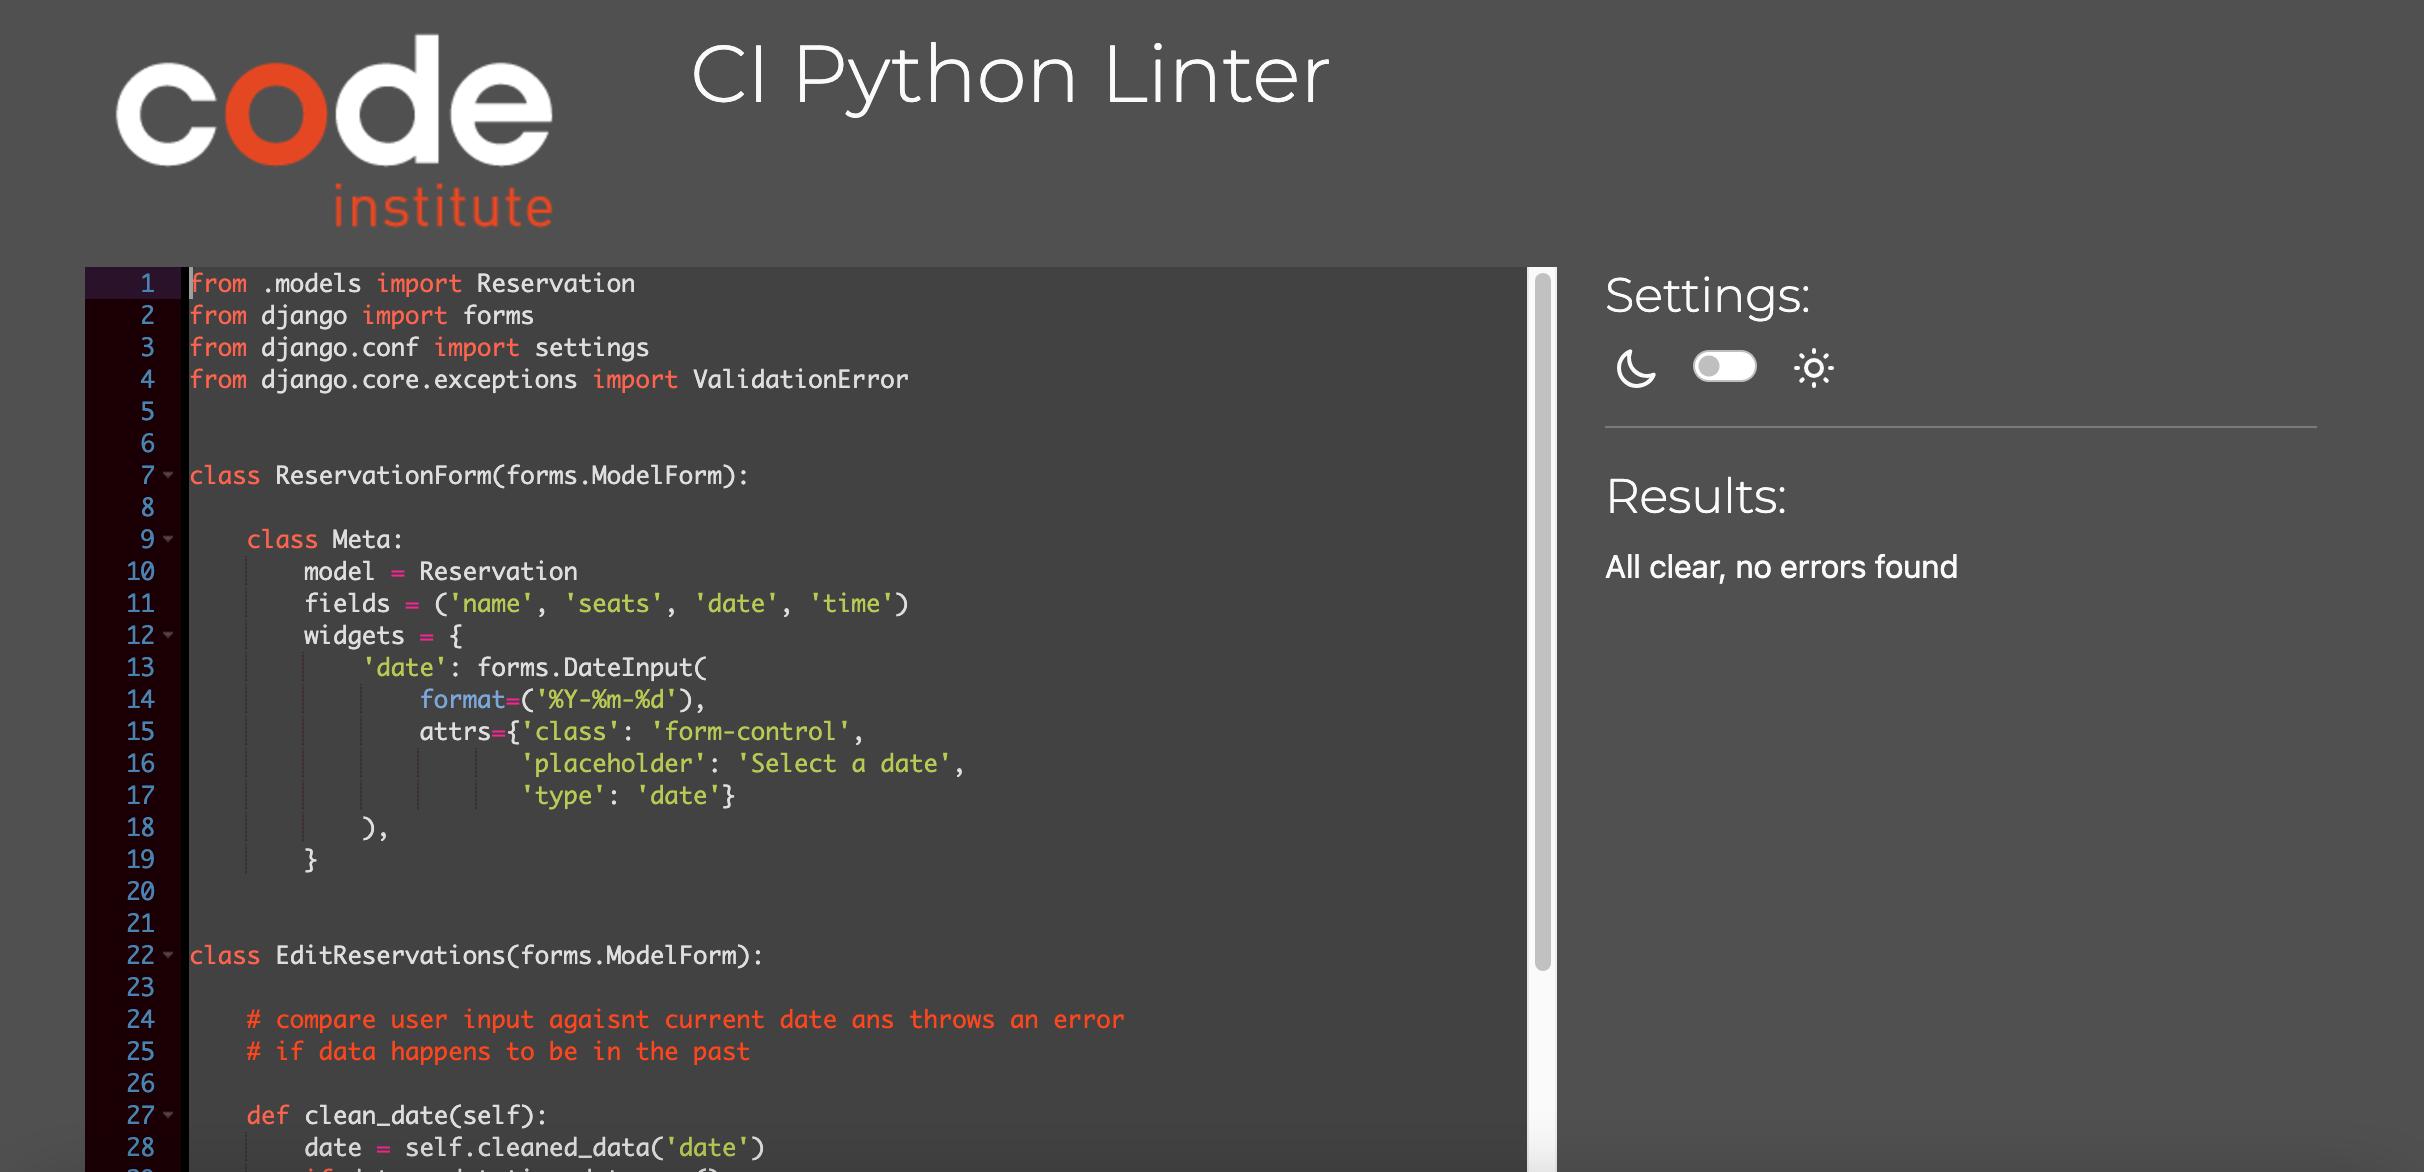 code
institute
CI Python Linter
1 from .models import Reservation
2 from django import forms
3 from django.conf import settings
4 from django.core.exceptions import ValidationError
5
6
7 class ReservationForm(forms.ModelForm):
8
9 class Meta:
10 model = Reservation
11 fields = ('name', 'seats', 'date', 'time')
12 widgets = {
13 'date': forms.DateInput(
14 format=('%Y-%m-%d'),
15 attrs={'class': 'form-control',
16 'placeholder': 'Select a date',
17 'type': 'date'}
18 ),
19 }
20
21
22 class EditReservations(forms.ModelForm):
23
24 # compare user input agaisnt current date ans throws an error
25 # if data happens to be in the past
26
27 def clean_date(self):
28 date = self.cleaned_data('date')
Settings:
Results:
All clear, no errors found